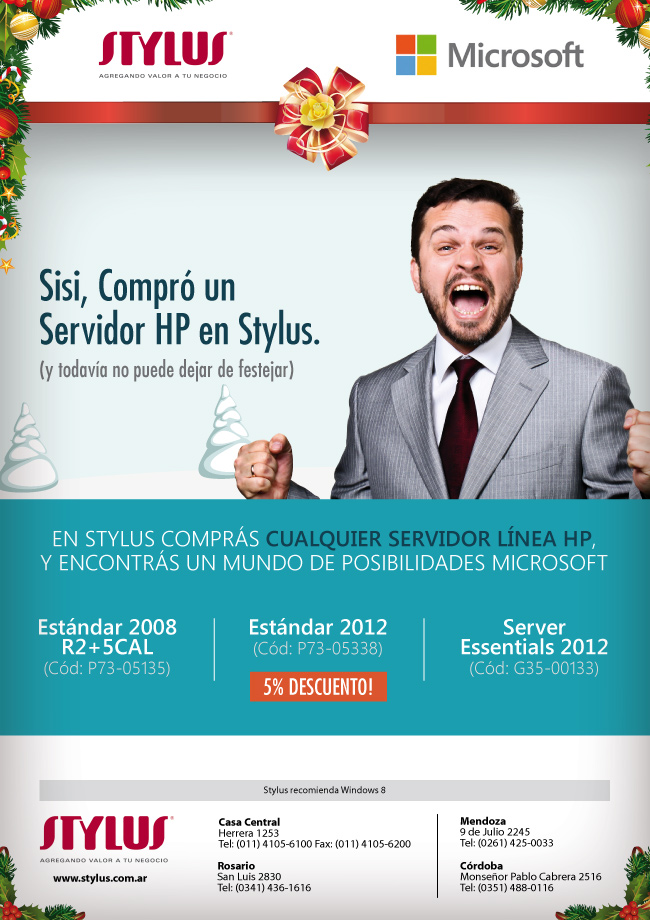 STYLUS®
AGREGANDO VALOR A TU NEGOCIO
Microsoft
Sisi, Compró un
Servidor HP en Stylus.
(y todavía no puede dejar de festejar)
EN STYLUS COMPRÁS CUALQUIER SERVIDOR LÍNEA HP,
Y ENCONTRÁS UN MUNDO DE POSIBILIDADES MICROSOFT
Estándar 2008
R2+5CAL
(Cód: P73-05135)
Estándar 2012
(Cód: P73-05338)
5% DESCUENTO!
Server
Essentials 2012
(Cód: G35-00133)
Stylus recomienda Windows 8
STYLUS®
AGREGANDO VALOR A TU NEGOCIO
www.stylus.com.ar
Casa Central
Herrera 1253
Tel: (011) 4105-6100 Fax: (011) 4105-6200
Rosario
San Luis 2830
Tel: (0341) 436-1616
Mendoza
9 de Julio 2245
Tel: (0261) 425-0033
Córdoba
Monseñor Pablo Cabrera 2516
Tel: (0351) 488-0116